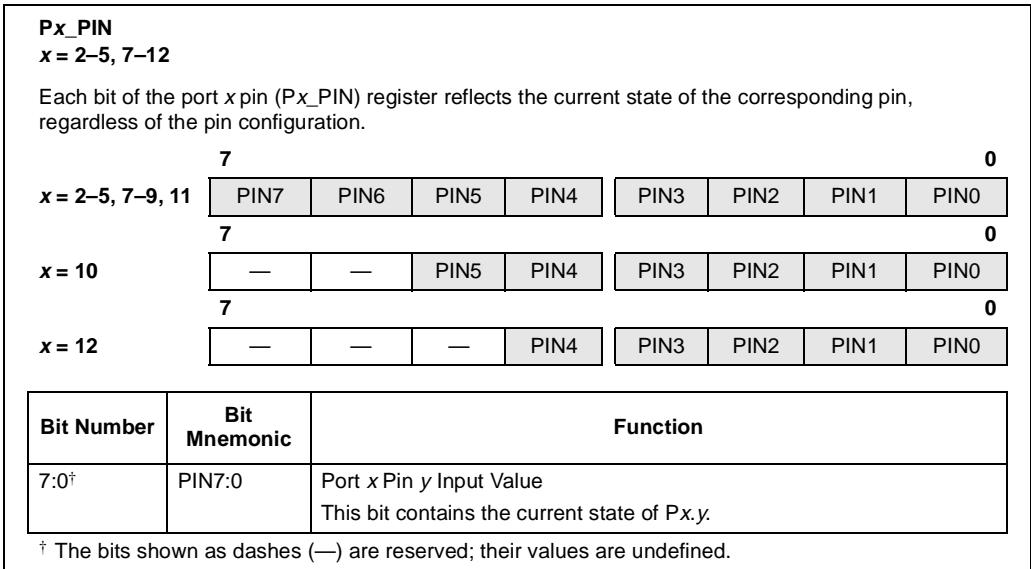 Px_PIN
x = 2–5, 7–12
Each bit of the port x pin (Px_PIN) register reflects the current state of the corresponding pin,
regardless of the pin configuration.
7 0
x = 2–5, 7–9, 11 PIN7 PIN6 PIN5 PIN4 PIN3 PIN2 PIN1 PIN0
7 0
x = 10 — — PIN5 PIN4 PIN3 PIN2 PIN1 PIN0
7 0
x = 12 — — — PIN4 PIN3 PIN2 PIN1 PIN0
Bit Number Bit Mnemonic Function
7:0† PIN7:0 Port x Pin y Input Value
This bit contains the current state of Px.y.
† The bits shown as dashes (—) are reserved; their values are undefined.